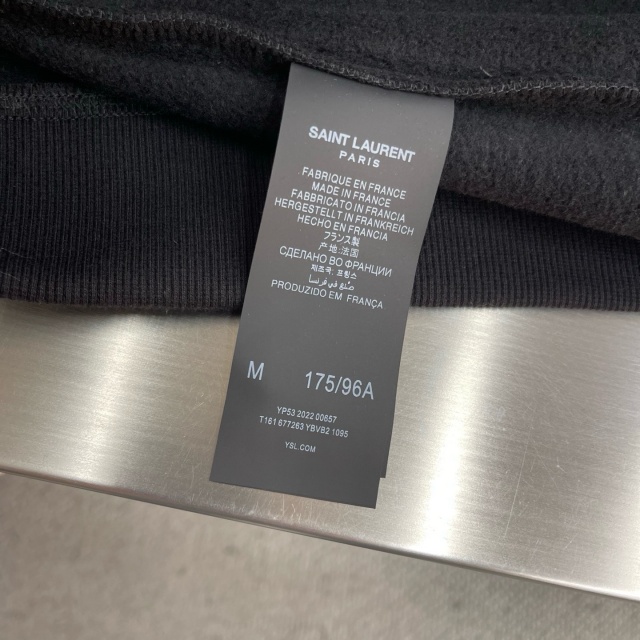 SAINT LAURENT
PARIS
FABRIQUE EN FRANCE
MADE IN FRANCE
FABBRICATO IN FRANCIA
HERGESTELLT IN FRANKREICH
HECHO EN FRANCIA
フランス製
产地:法国
СДЕЛАНО ВО ФРАНЦИИ
제조국: 프랑스
صنع في فرنسا
PRODUZIDO EM FRANÇA
M 175/96A
YP53 2022 00657
T161 677263 YBVB2 1095
YSL.COM